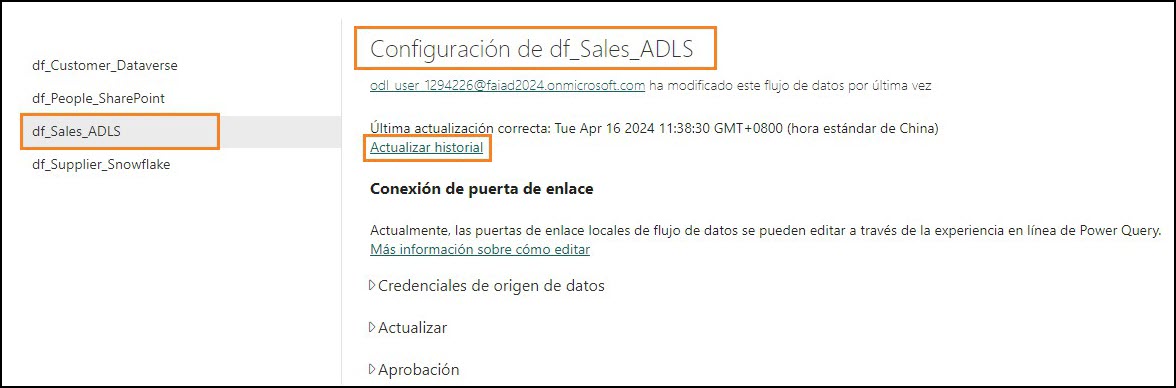 df_Customer_Dataverse
df_People_SharePoint
df_Sales_ADLS
df_Supplier_Snowflake
Configuración de df_Sales_ADLS
odl_user_1294226@faiad2024.onmicrosoft.com ha modificado este flujo de datos por última vez
Última actualización correcta: Tue Apr 16 2024 11:38:30 GMT+0800 (hora estándar de China)
Actualizar historial
Conexión de puerta de enlace
Actualmente, las puertas de enlace locales de flujo de datos se pueden editar a través de la experiencia en línea de Power Query.
Más información sobre cómo editar
Credenciales de origen de datos
Actualizar
Aprobación